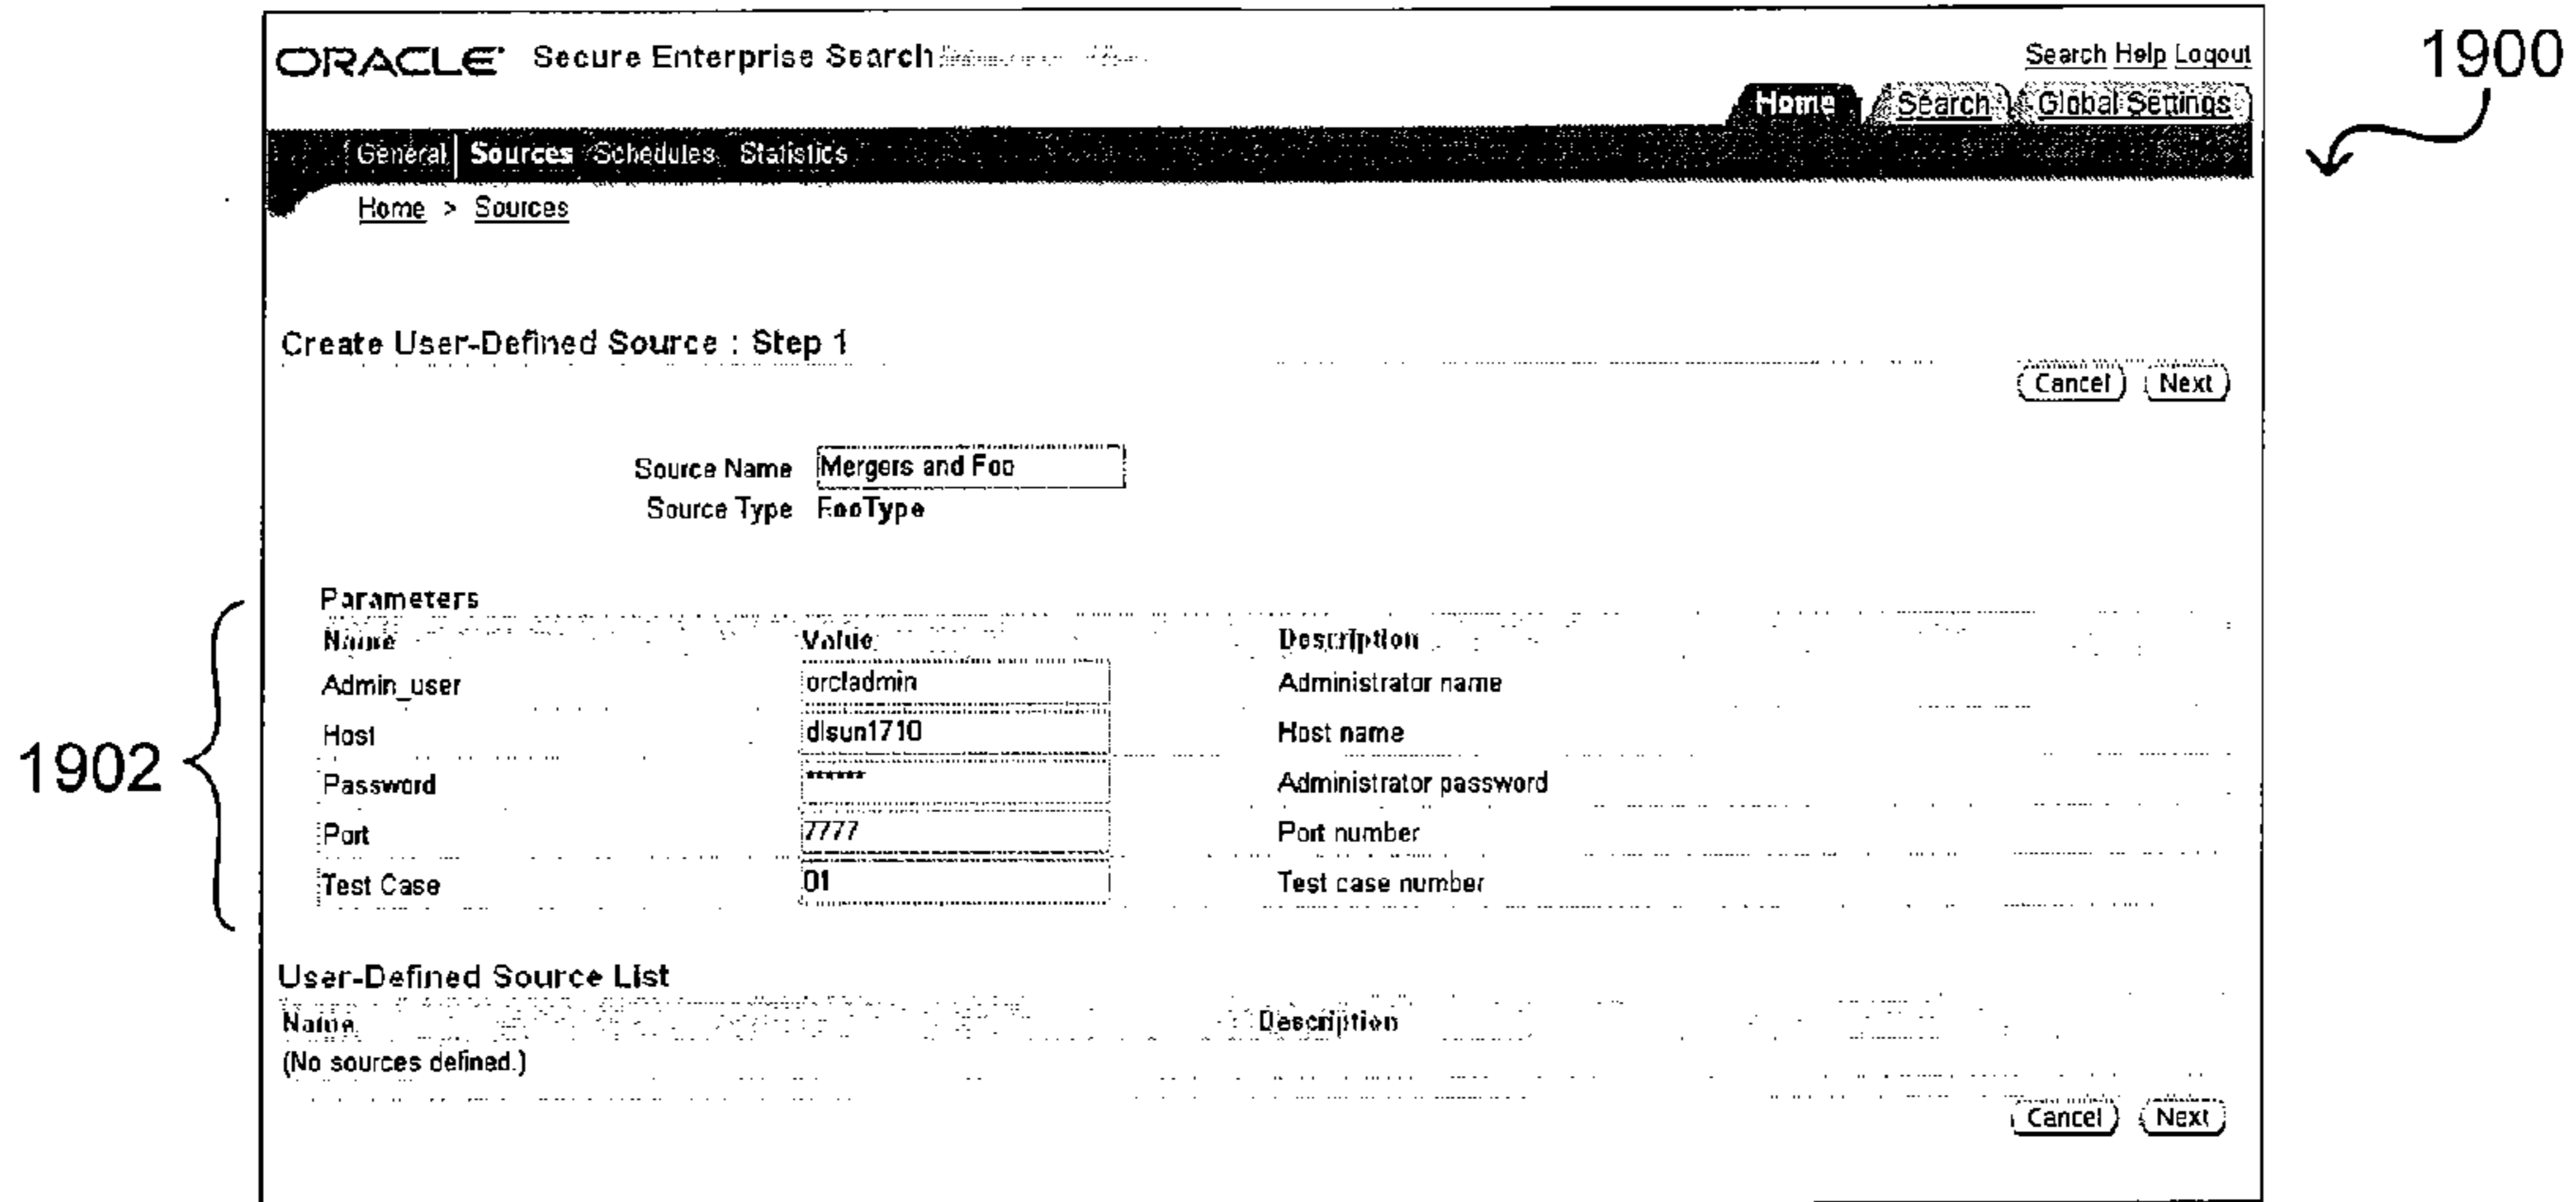 ORACLE Secure Enterprise Search
Search Help Logout
1900
Home Search Global Settings
General Sources Schedules Statistics
Home > Sources
Create User-Defined Source : Step 1
Cancel Next
Source Name Mergers and Foo
Source Type FooType
Parameters
Name Value Description
Admin_user orcladmin Administrator name
Host dlsun1710 Host name
1902
Password ****** Administrator password
Port 7777 Port number
Test Case 01 Test case number
User-Defined Source List
Name Description
(No sources defined.)
Cancel Next